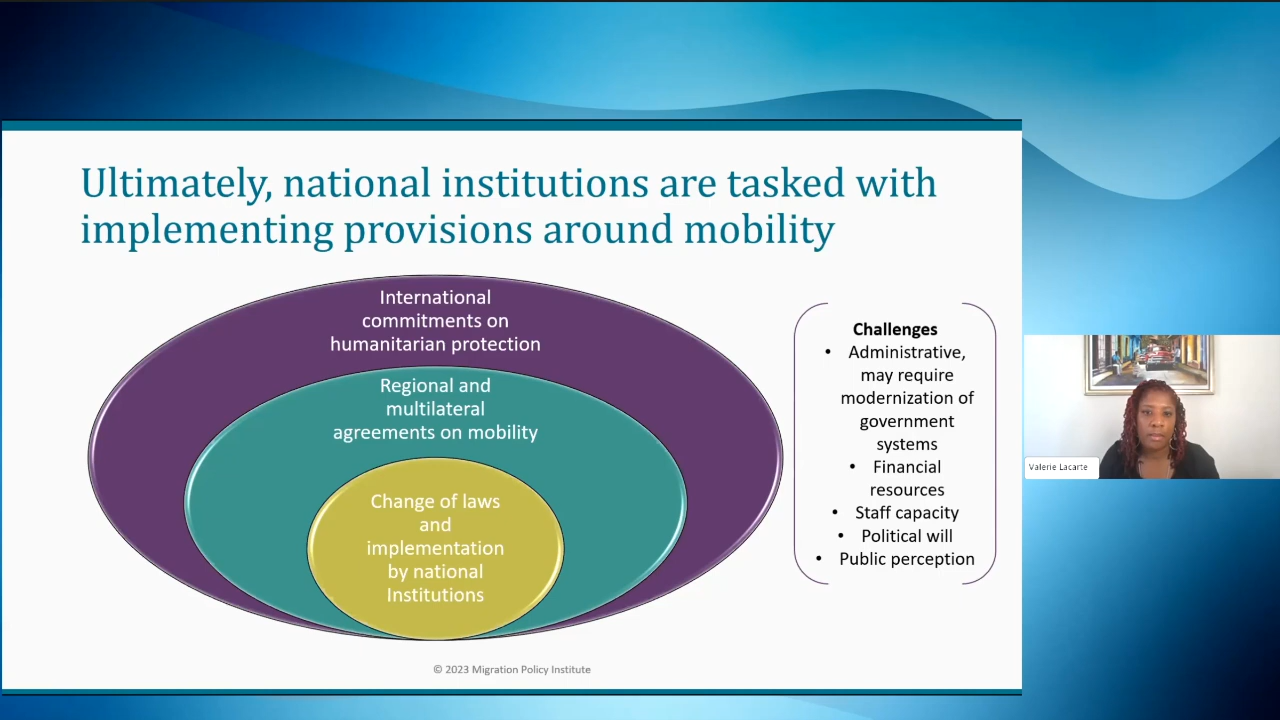 Ultimately, national institutions are tasked with
implementing provisions around mobility
International
commitments on
humanitarian protection
Regional and
multilateral
agreements on mobility
Change of laws
and
implementation
by national
Institutions
Challenges
• Administrative,
may require
modernization of
government
systems
• Financial
resources
• Staff capacity
• Political will
• Public perception
Valerie Lacarte
© 2023 Migration Policy Institute